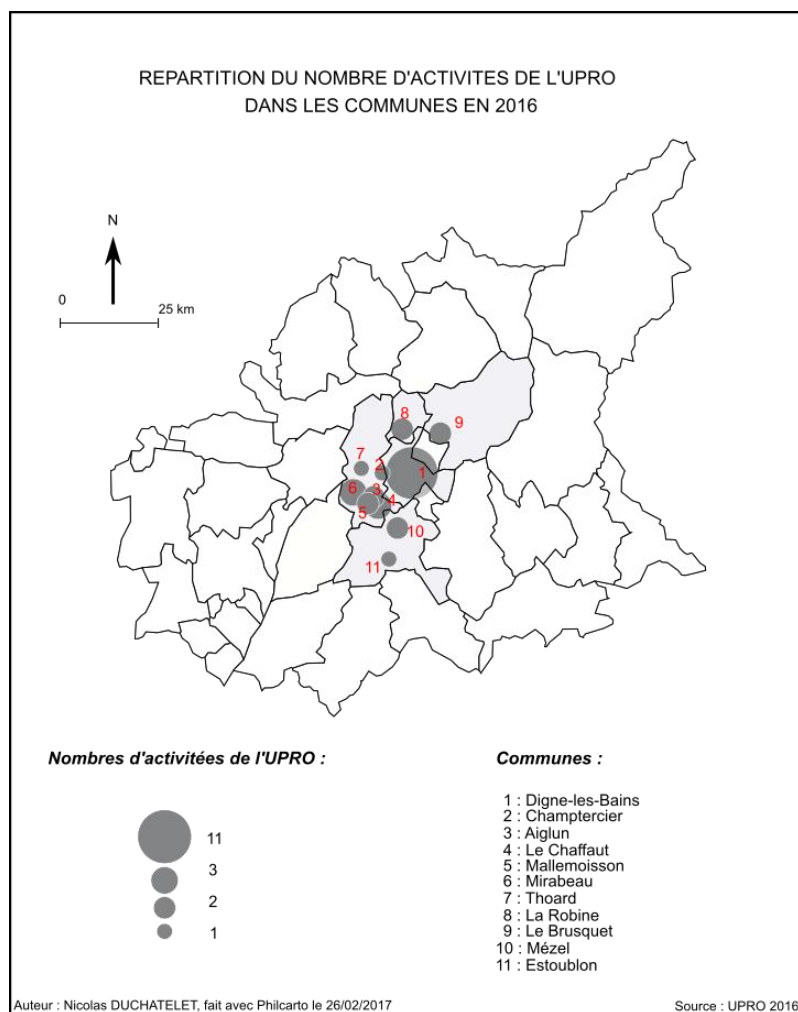 REPARTITION DU NOMBRE D'ACTIVITES DE L'UPRO
DANS LES COMMUNES EN 2016
N
0
25 km
8
9
7
2
1
6
3
4
5
10
11
Nombres d'activitées de l'UPRO :
11
3
2
1
Communes :
1 : Digne-les-Bains
2 : Champtercier
3 : Aiglun
4 : Le Chaffaut
5 : Mallemoisson
6 : Mirabeau
7 : Thoard
8 : La Robine
9 : Le Brusquet
10 : Mézel
11 : Estoublon
Auteur : Nicolas DUCHATELET, fait avec Philcarto le 26/02/2017
Source : UPRO 2016